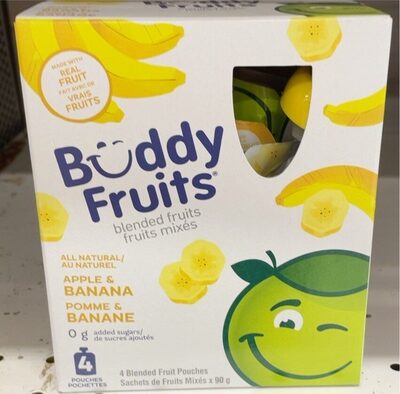 MADE WITH
REAL
FRUIT
FAIT AVEC DE
VRAIS
FRUITS
Buddy
Fruits®
blended fruits
fruits mixés
ALL NATURAL/
AU NATUREL
APPLE &
BANANA
POMME &
BANANE
0 g added sugars/
de sucres ajoutés
4
POUCHES
POCHETTES
4 Blended Fruit Pouches
Sachets de Fruits Mixés x 90 g